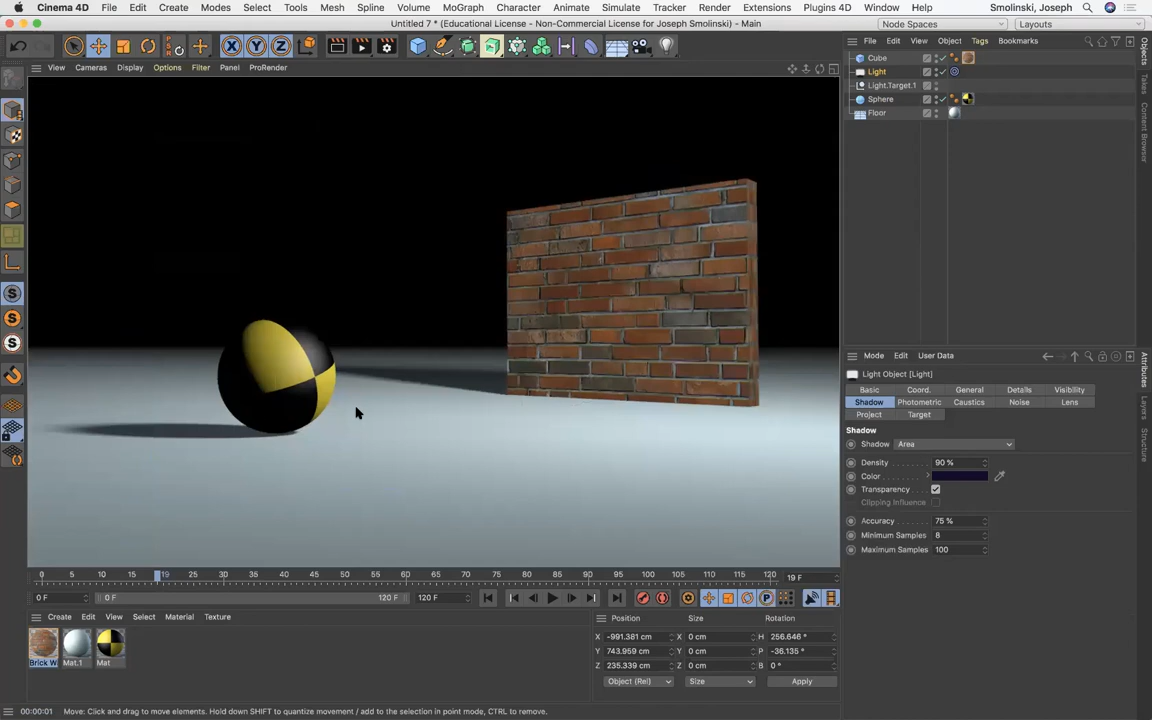 Cinema 4D File Edit Create Modes Select Tools Mesh Spline Volume MoGraph Character Animate Simulate Tracker Render Extensions Plugins 4D Window Help Smolinski, Joseph
Untitled 7 * (Educational License - Non-Commercial License for Joseph Smolinski) - Main
Node Spaces Layouts
X Y Z
View Cameras Display Options Filter Panel ProRender
File Edit View Object Tags Bookmarks
Cube
Light
Light.Target.1
Sphere
Floor
Objects
Takes
Content Browser
Attributes
Layers
Structure
Mode Edit User Data
Light Object [Light]
Basic Coord. General Details Visibility
Shadow Photometric Caustics Noise Lens
Project Target
Shadow
Shadow Area
Density 90 %
Color
Transparency
Clipping Influence
Accuracy 75 %
Minimum Samples 8
Maximum Samples 100
0 5 10 15 19 25 30 35 40 45 50 55 60 65 70 75 80 85 90 95 100 105 110 115 120
19 F
0 F 0 F 120 F 120 F
Create Edit View Select Material Texture
Brick W Mat.1 Mat
Position Size Rotation
X -991.381 cm X 0 cm H 256.646 °
Y 743.959 cm Y 0 cm P -36.135 °
Z 235.339 cm Z 0 cm B 0 °
Object (Rel) Size Apply
00:00:01 Move: Click and drag to move elements. Hold down SHIFT to quantize movement / add to the selection in point mode, CTRL to remove.